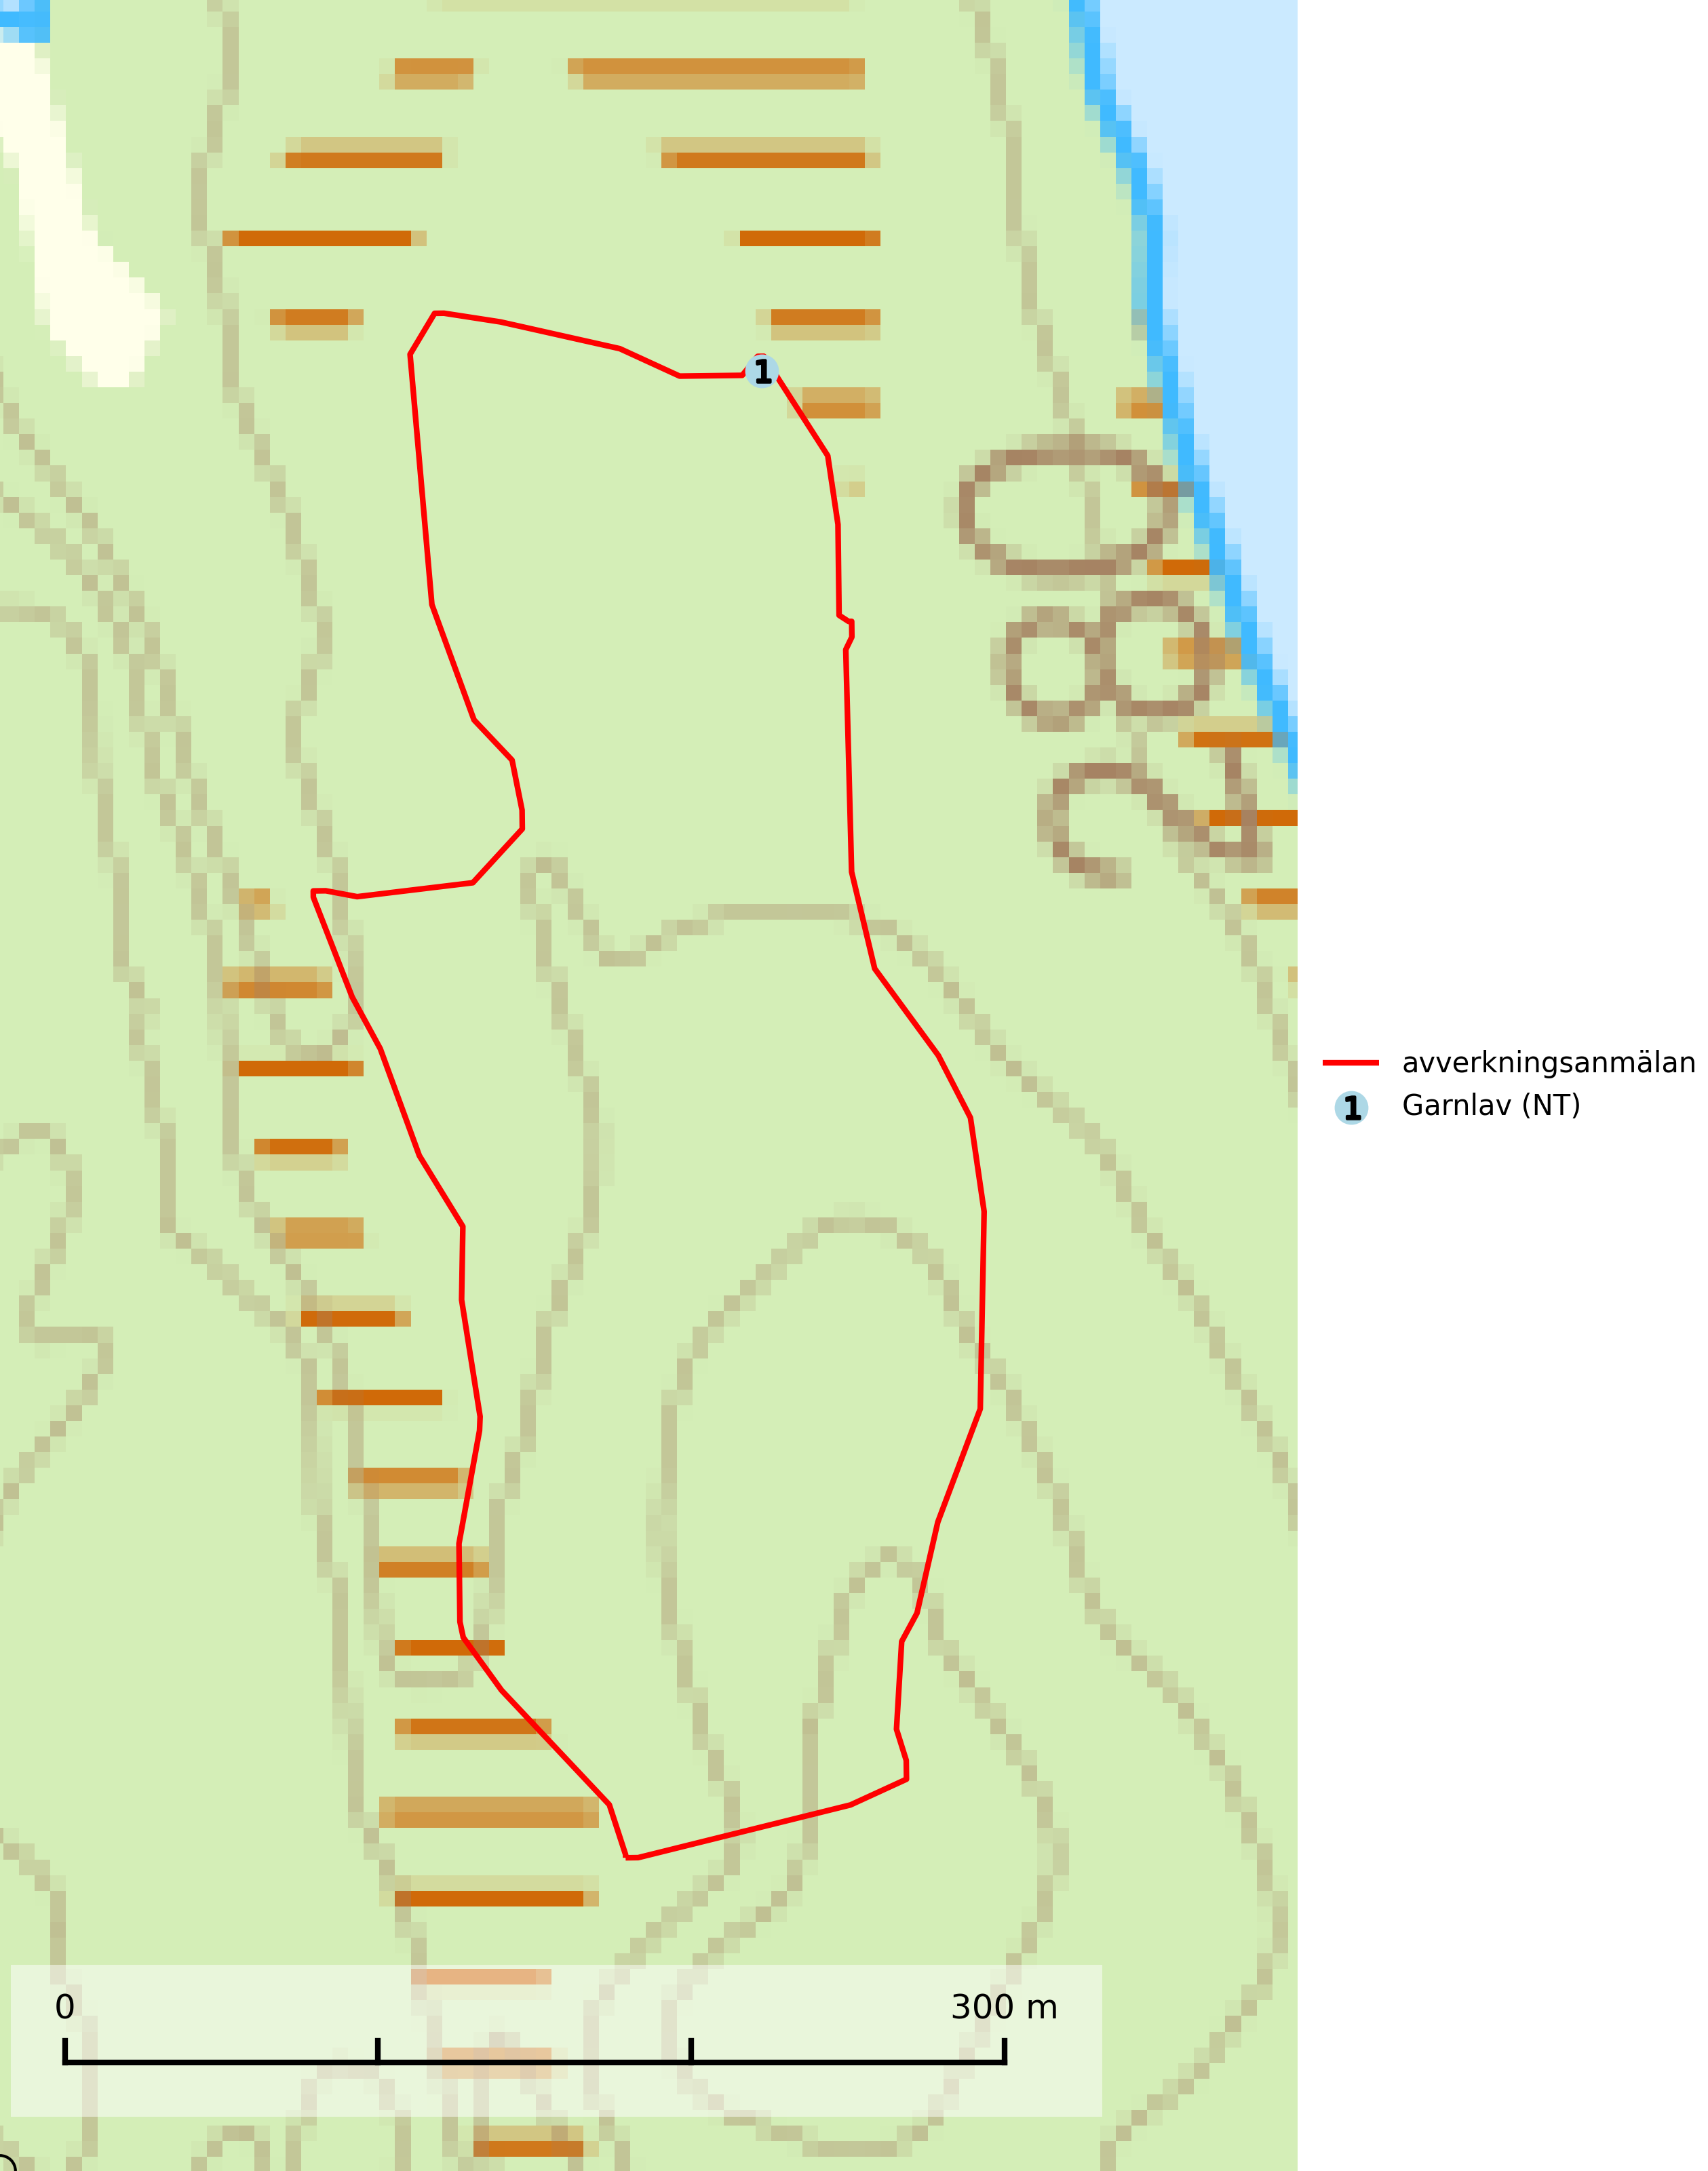 1
avverkningsanmälan
1 Garnlav (NT)
0 300 m